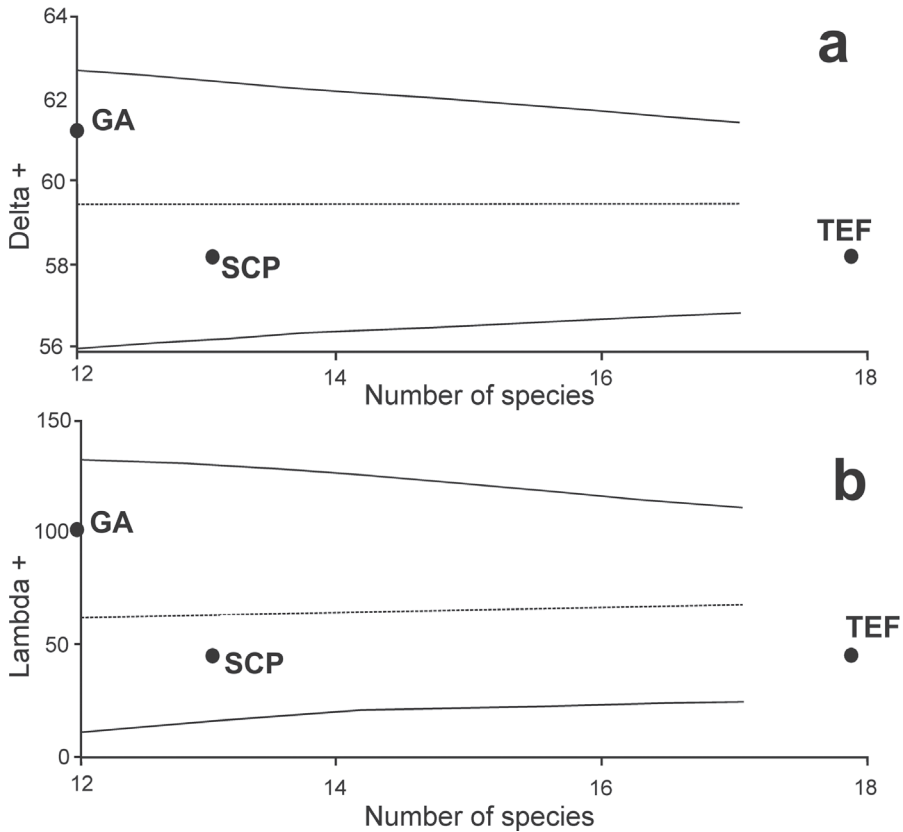 64
a
62
GA
60
Delta +
TEF
58
SCP
56
12
14
16
18
Number of species
150
b
GA
100
Lambda +
TEF
50
SCP
0
12
14
16
18
Number of species